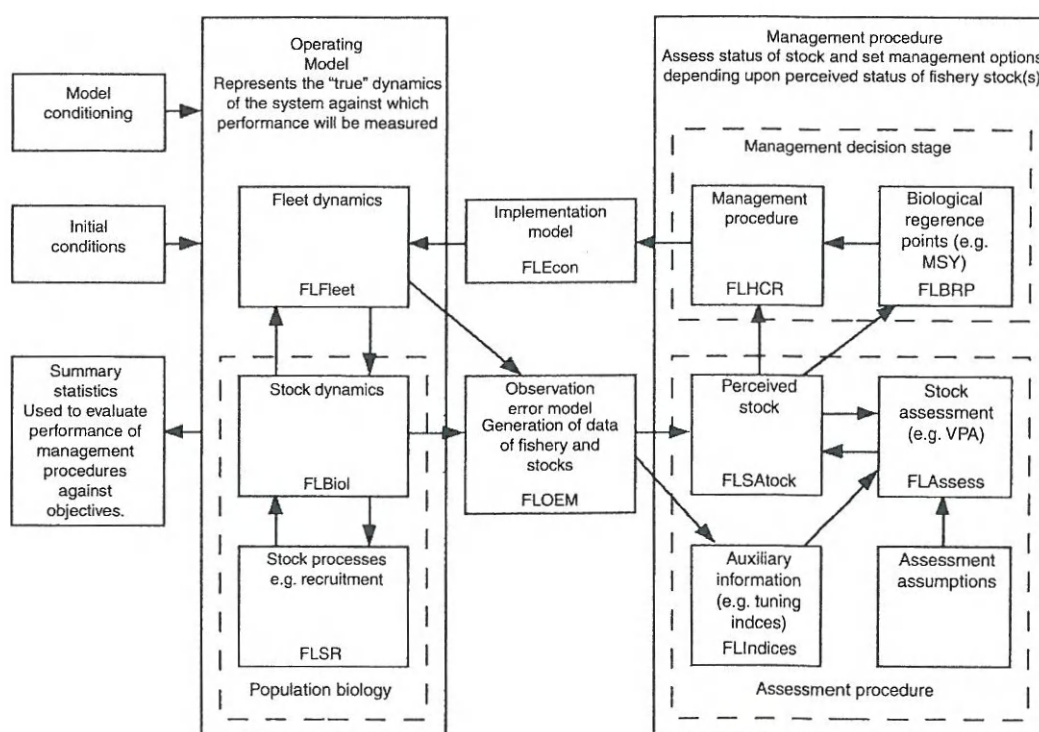 Model
conditioning
Initial
conditions
Summary
statistics
Used to evaluate
performance of
management
procedures
against
objectives.
Operating
Model
Represents the "true" dynamics
of the system against which
performance will be measured
Fleet dynamics
FLFleet
Stock dynamics
FLBiol
Stock processes
e.g. recruitment
FLSR
Population biology
Implementation
model
FLEcon
Observation
error model
Generation of data
of fishery and
stocks
FLOEM
Management procedure
Assess status of stock and set management options
depending upon perceived status of fishery stock(s)
Management decision stage
Management
procedure
FLHCR
Biological regerence
points (e.g.
MSY)
FLBRP
Perceived
stock
FLSAtock
Stock
assessment
(e.g. VPA)
FLAssess
Auxiliary
information
(e.g. tuning
indces)
FLIndices
Assessment
assumptions
Assessment procedure